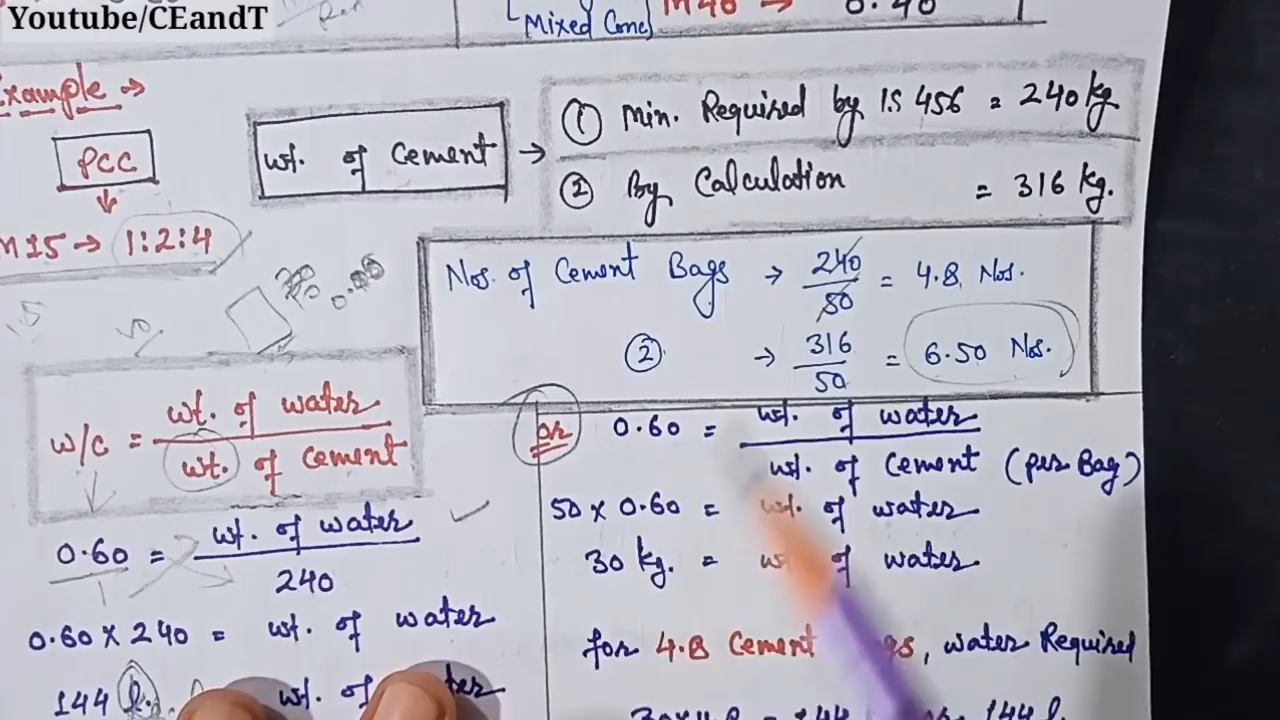 Youtube/CEandT
Mixed Conc] M40 → 0.40
Example →
PCC
M15 → 1:2:4
wt. of Cement →
① Min. Required by I.S 456 = 240 kg
② By Calculation = 316 kg.
Nos. of Cement Bags → 240/50 = 4.8 Nos.
② → 316/50 = 6.50 Nos.
w/c = wt. of water
wt. of cement
0.60 = wt. of water
240
0.60 x 240 = wt. of water
144 wt. of
or 0.60 = wt. of water
wt. of Cement (per Bag)
50 x 0.60 = wt. of water
30 kg. = wt. of water
for 4.8 Cement, water Required
144 l.